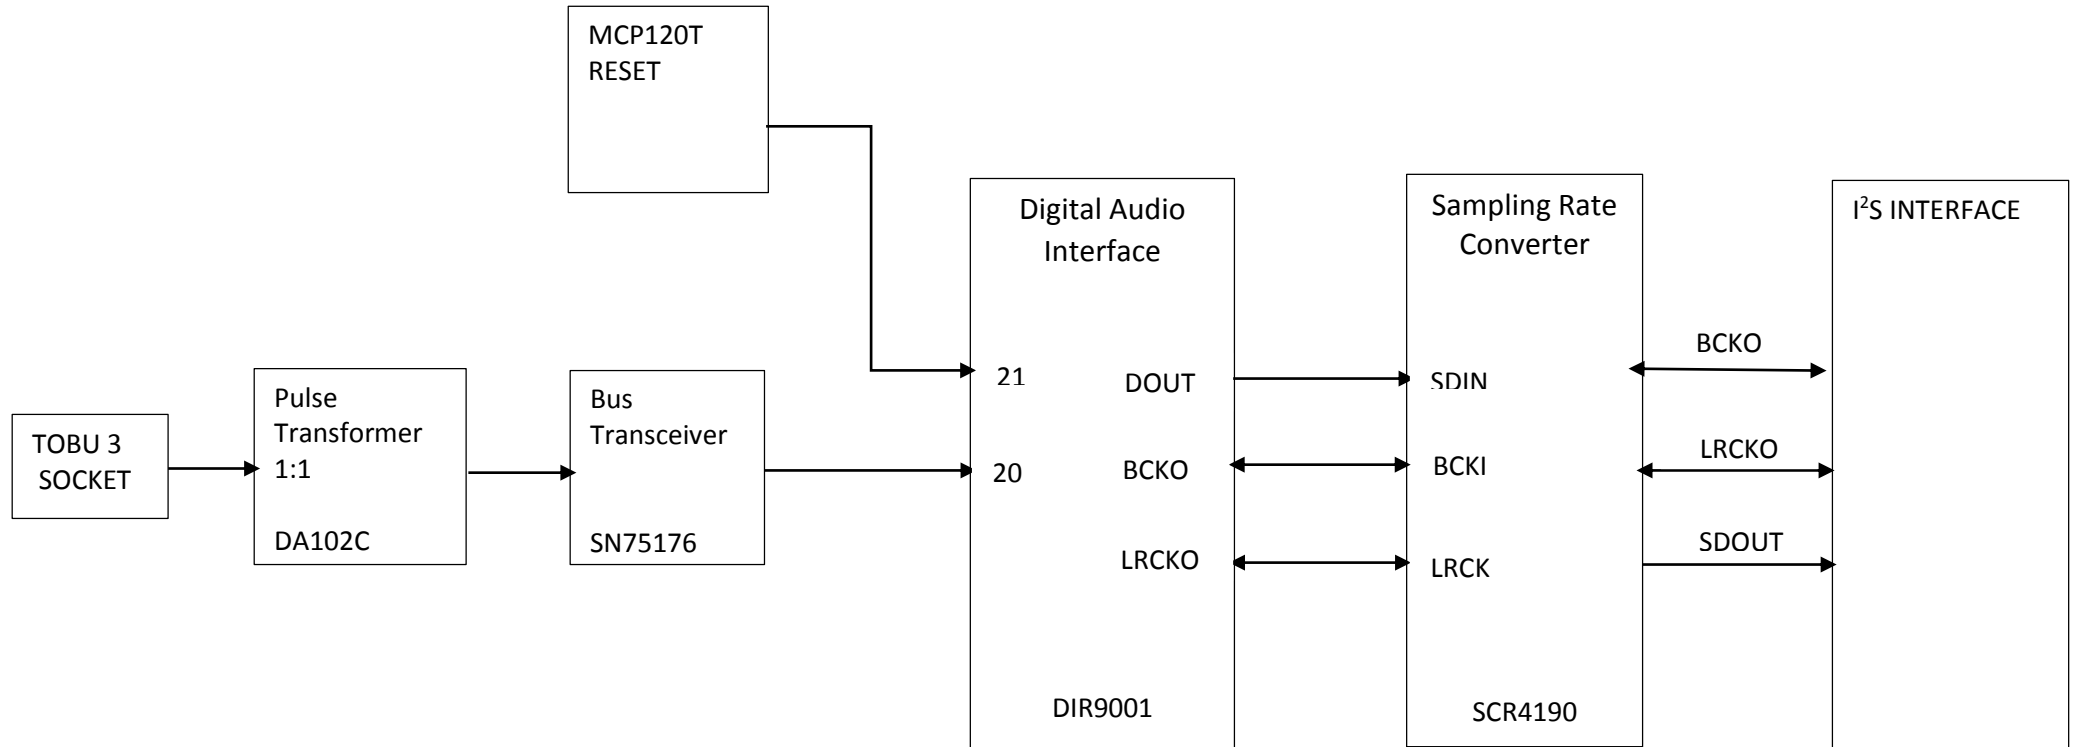 MCP120T
RESET
Digital Audio
Interface
Sampling Rate
Converter
I²S INTERFACE
BCKO
21
DOUT
SDIN
Pulse
Transformer
1:1
DA102C
Bus
Transceiver
SN75176
TOBU 3
SOCKET
20
BCKO
BCKI
LRCKO
LRCKO
LRCK
SDOUT
DIR9001
SCR4190